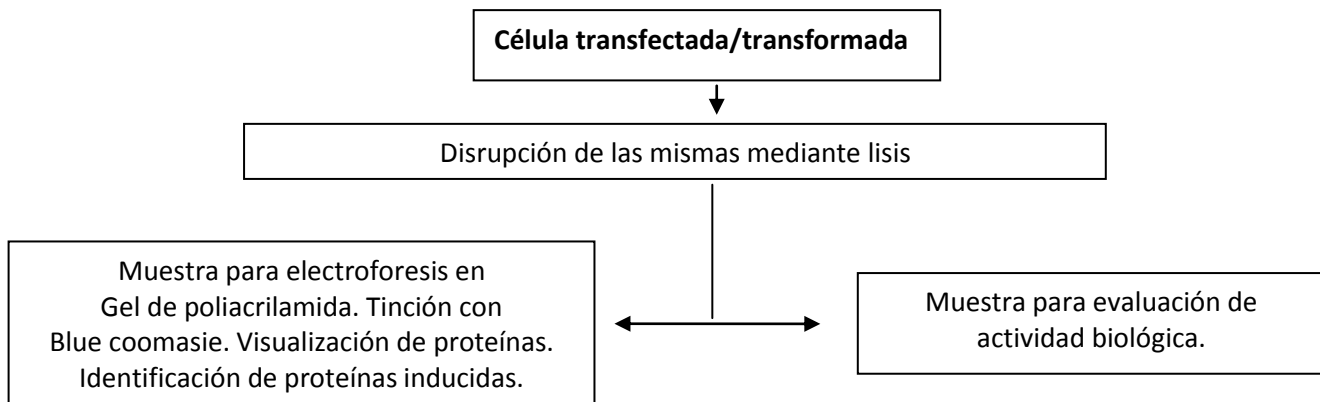 Célula transfectada/transformada
Disrupción de las mismas mediante lisis
Muestra para electroforesis en
Gel de poliacrilamida. Tinción con
Blue coomasie. Visualización de proteínas.
Identificación de proteínas inducidas.
Muestra para evaluación de
actividad biológica.